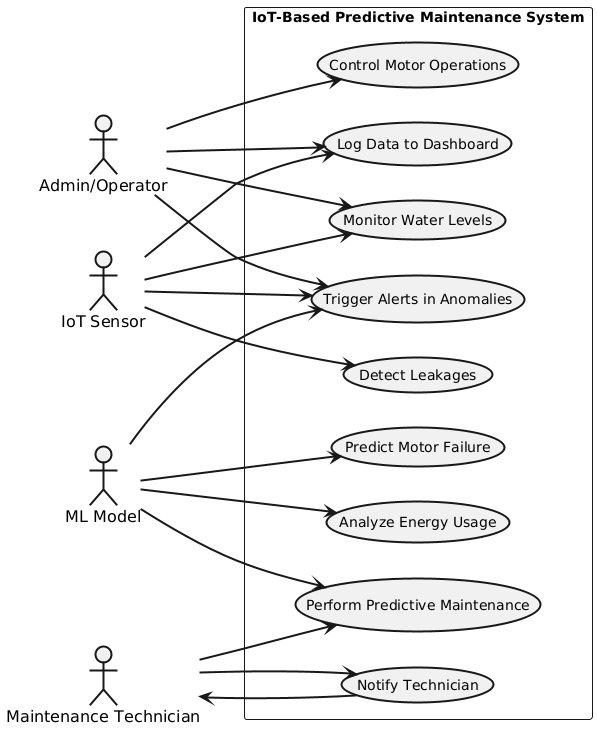 IoT-Based Predictive Maintenance System
Control Motor Operations
Log Data to Dashboard
Admin/Operator
Monitor Water Levels
Trigger Alerts in Anomalies
IoT Sensor
Detect Leakages
Predict Motor Failure
ML Model
Analyze Energy Usage
Perform Predictive Maintenance
Notify Technician
Maintenance Technician